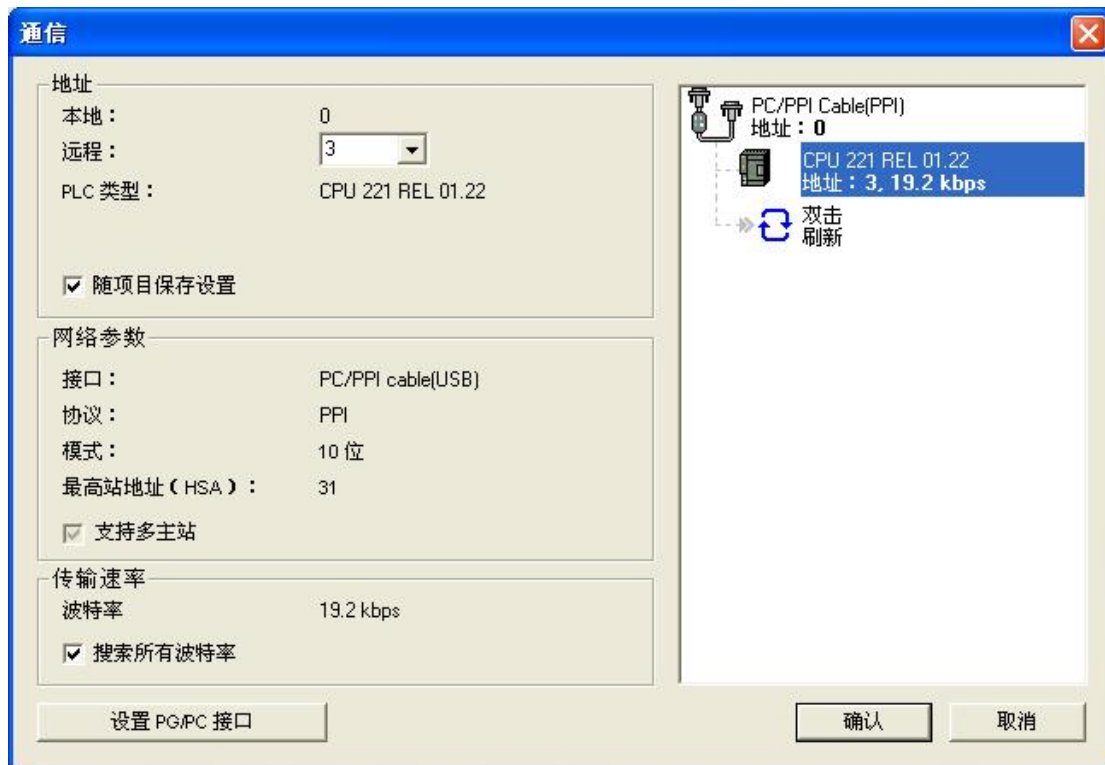 通信
地址
本地： 0
远程： 3
PLC 类型： CPU 221 REL 01.22
随项目保存设置
网络参数
接口： PC/PPI cable(USB)
协议： PPI
模式： 10 位
最高站地址（HSA）： 31
支持多主站
传输速率
波特率 19.2 kbps
搜索所有波特率
设置 PG/PC 接口
PC/PPI Cable(PPI)
地址：0
CPU 221 REL 01.22
地址：3, 19.2 kbps
双击
刷新
确认
取消